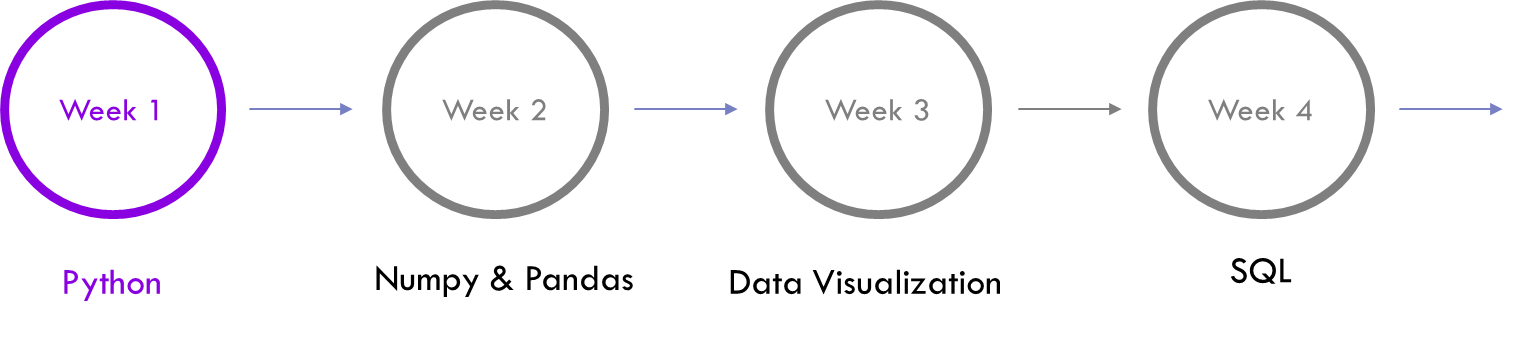 Week 1
Week 2
Week 3
Week 4
Python
Numpy & Pandas
Data Visualization
SQL